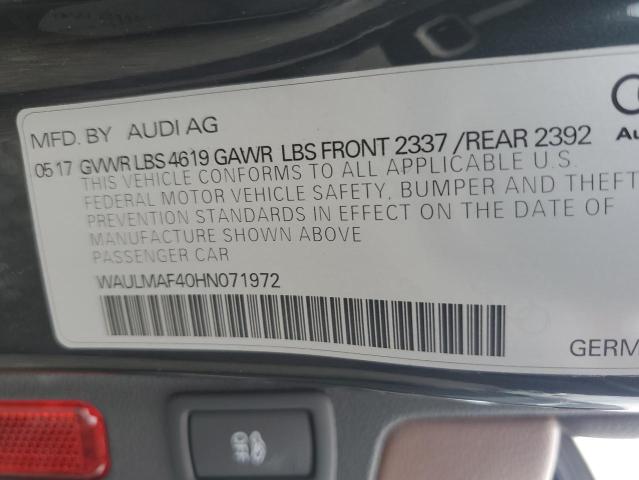 MFD. BY AUDI AG
05 17 GVWR LBS 4619 GAWR LBS FRONT 2337 /REAR 2392
THIS VEHICLE CONFORMS TO ALL APPLICABLE U.S.
FEDERAL MOTOR VEHICLE SAFETY, BUMPER AND THEFT
PREVENTION STANDARDS IN EFFECT ON THE DATE OF
MANUFACTURE SHOWN ABOVE
PASSENGER CAR
WAULMAF40HN071972
OFF